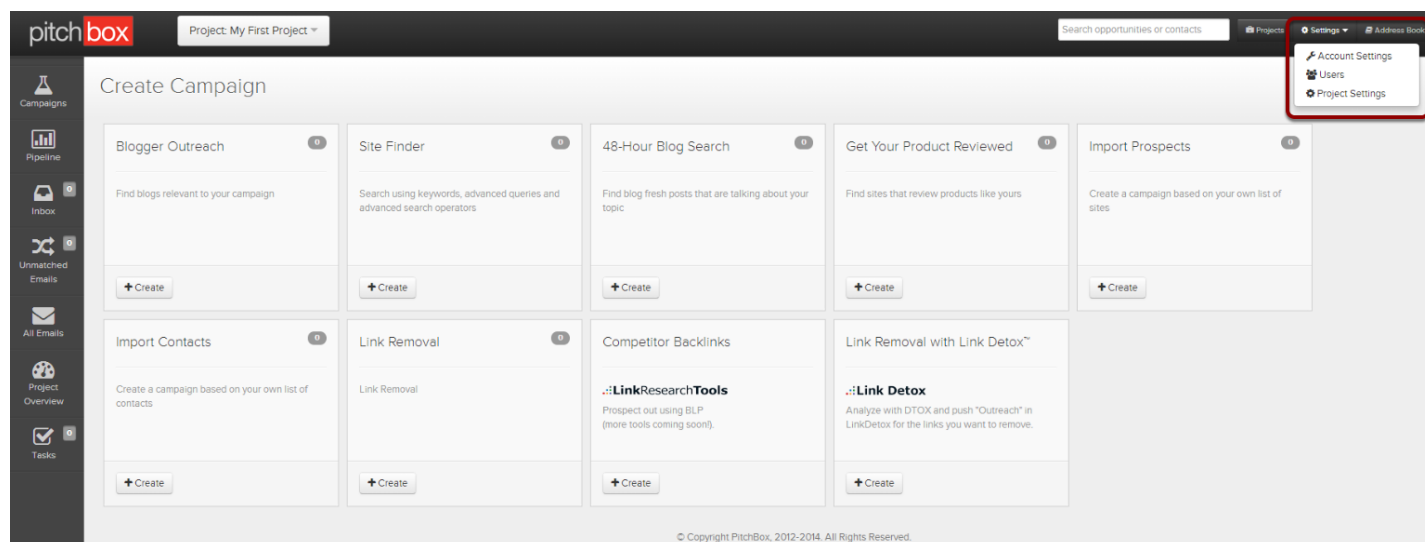 pitchbox
Project: My First Project
Search opportunities or contacts
Projects
Settings
Address Book
Account Settings
Users
Project Settings
Campaigns
Pipeline
0
Inbox
0
Unmatched
Emails
All Emails
Project
Overview
0
Tasks
Create Campaign
Blogger Outreach
0
Find blogs relevant to your campaign
+ Create
Site Finder
0
Search using keywords, advanced queries and
advanced search operators
+ Create
48-Hour Blog Search
0
Find blog fresh posts that are talking about your
topic
+ Create
Get Your Product Reviewed
0
Find sites that review products like yours
+ Create
Import Prospects
0
Create a campaign based on your own list of
sites
+ Create
Import Contacts
0
Create a campaign based on your own list of
contacts
+ Create
Link Removal
0
Link Removal
+ Create
Competitor Backlinks
LinkResearchTools
Prospect out using BLP
(more tools coming soon!).
+ Create
Link Removal with Link Detox™
Link Detox
Analyze with DTOX and push "Outreach" in
LinkDetox for the links you want to remove.
+ Create
© Copyright PitchBox, 2012-2014. All Rights Reserved.